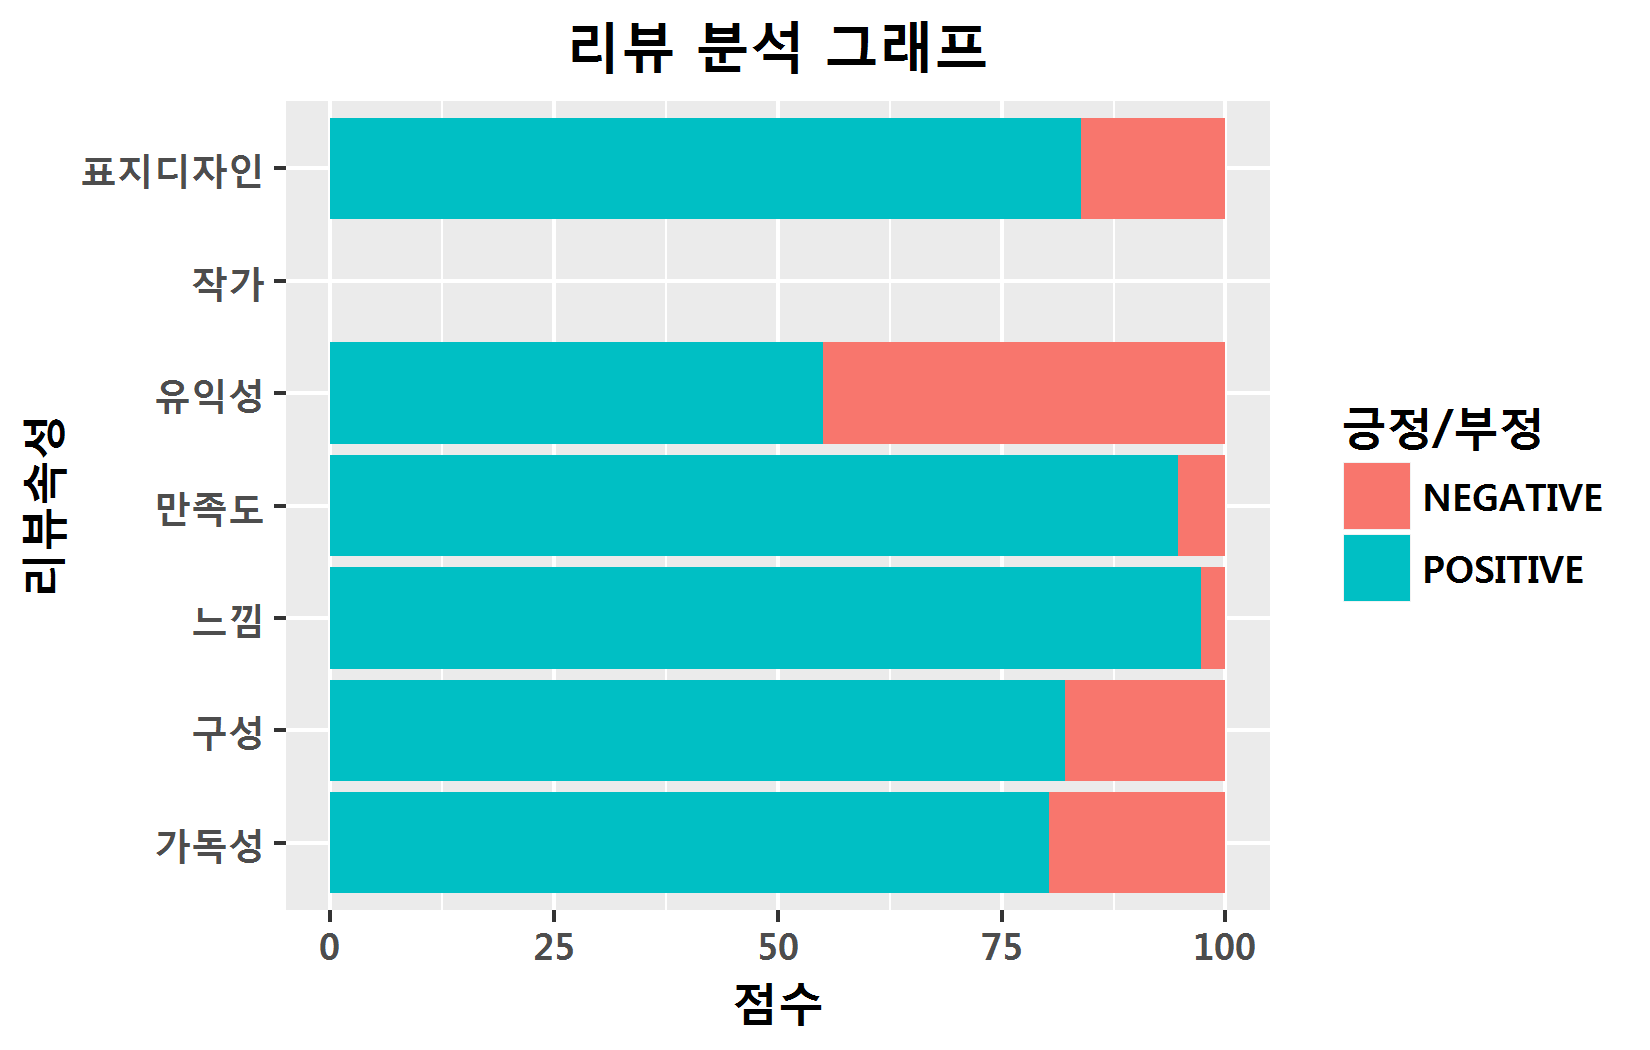 리뷰 분석 그래프
표지디자인
작가
유익성
만족도
느낌
구성
가독성
리뷰속성
0 25 50 75 100
점수
긍정/부정
NEGATIVE
POSITIVE